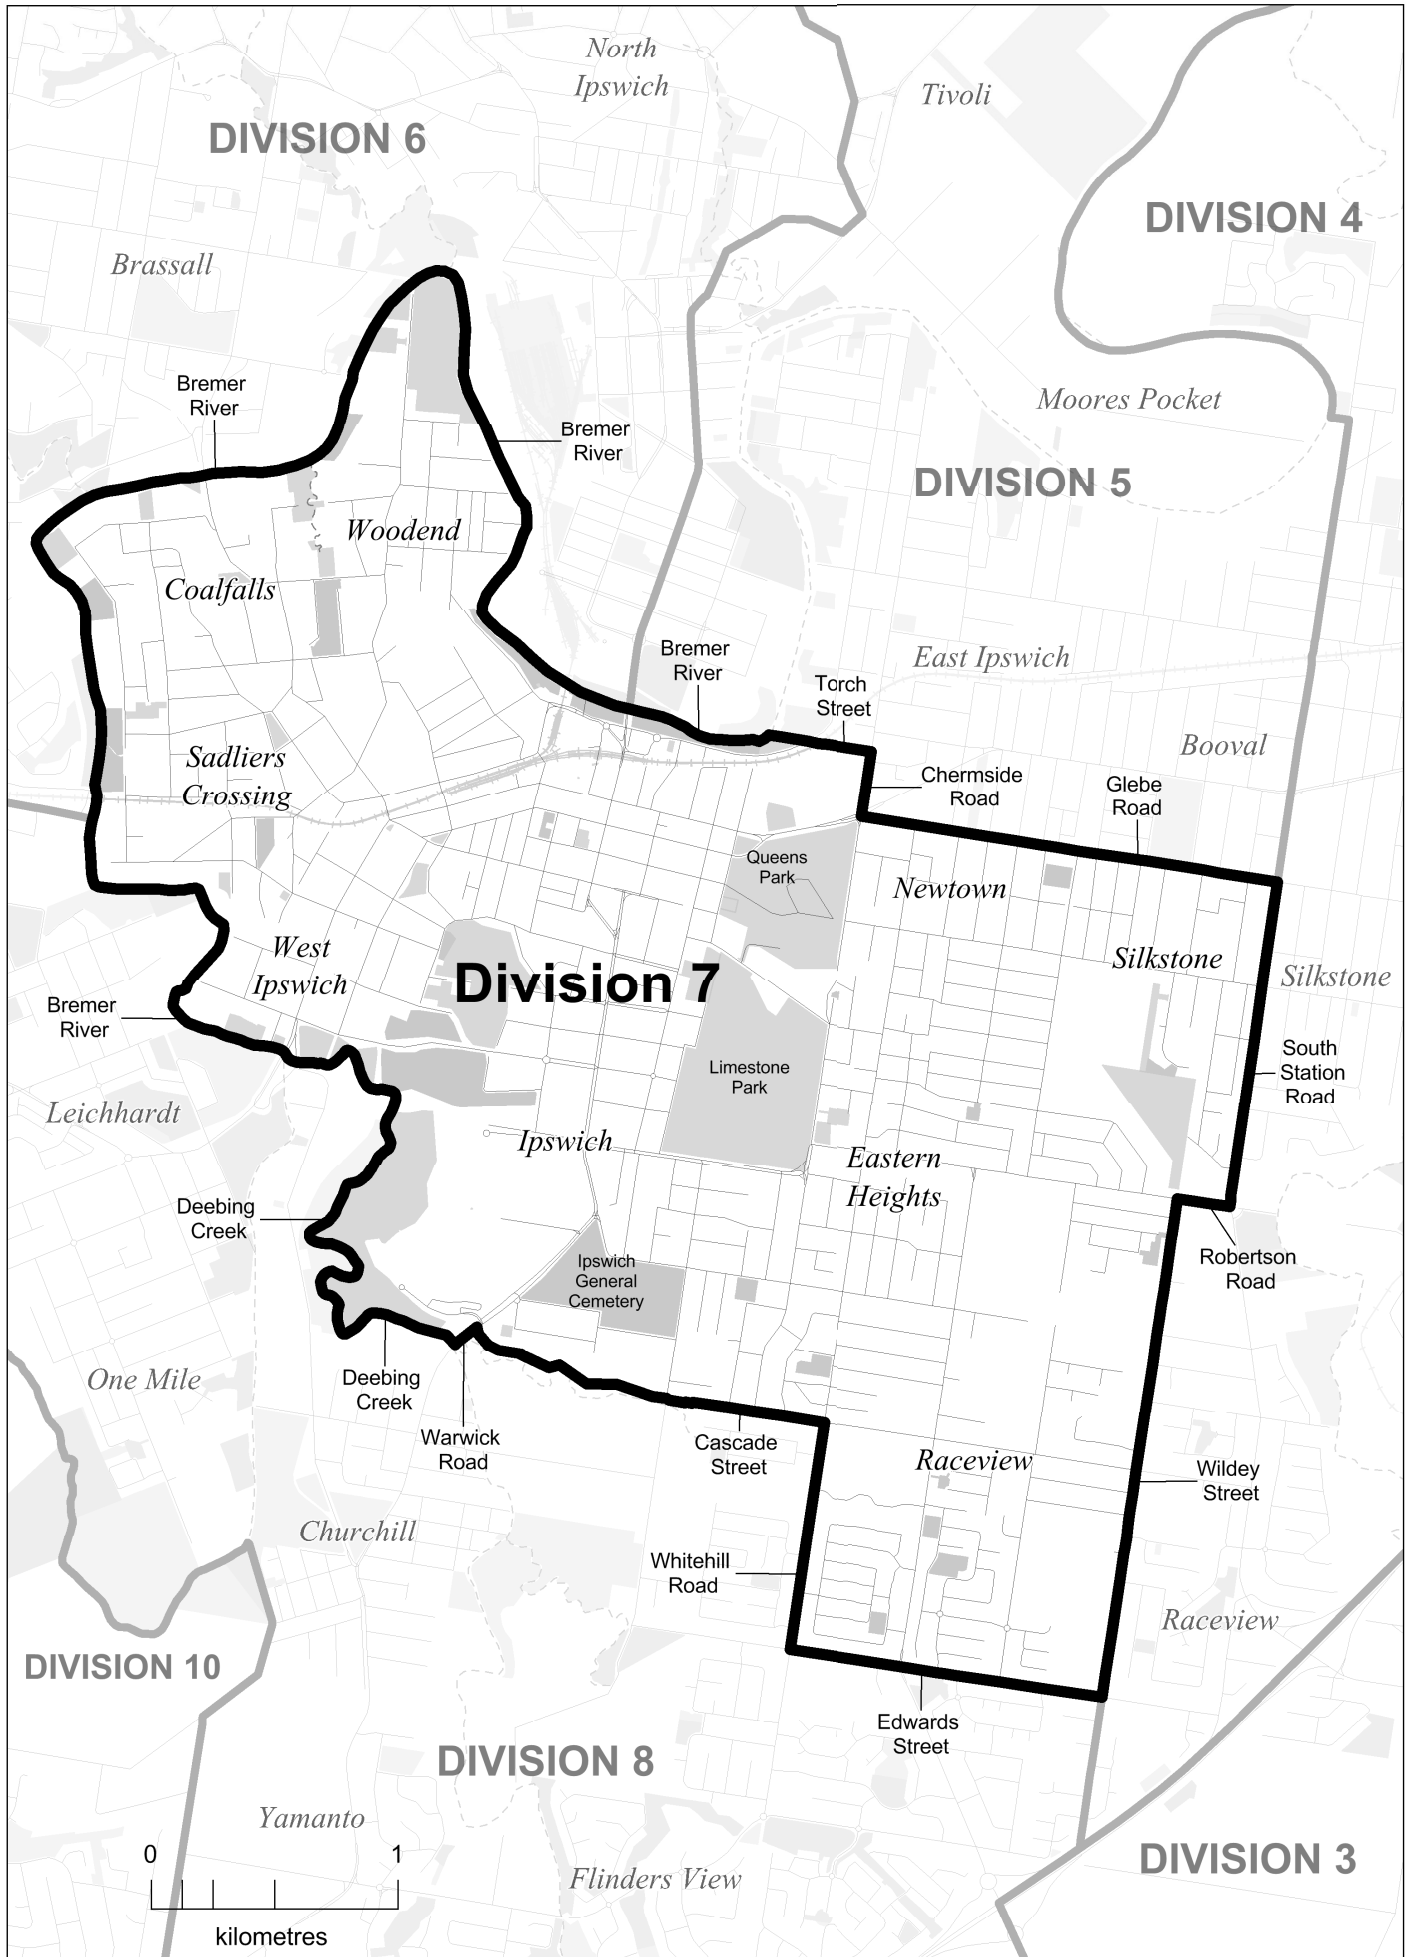 North
Ipswich
Tivoli
DIVISION 6
DIVISION 4
Brassall
Bremer
River
Moores Pocket
Bremer
River
DIVISION 5
Woodend
Coalfalls
Bremer
River
East Ipswich
Torch
Street
Booval
Sadliers
Crossing
Chermside
Road
Glebe
Road
Queens
Park
Newtown
West
Ipswich
Division 7
Silkstone
Silkstone
Bremer
River
Limestone
Park
South
Station
Road
Leichhardt
Ipswich
Eastern
Heights
Deebing
Creek
Ipswich
General
Cemetery
Robertson
Road
One Mile
Deebing
Creek
Warwick
Road
Cascade
Street
Raceview
Wildey
Street
Churchill
Whitehill
Road
Raceview
DIVISION 10
Edwards
Street
DIVISION 8
Yamanto
DIVISION 3
Flinders View
0 1
kilometres